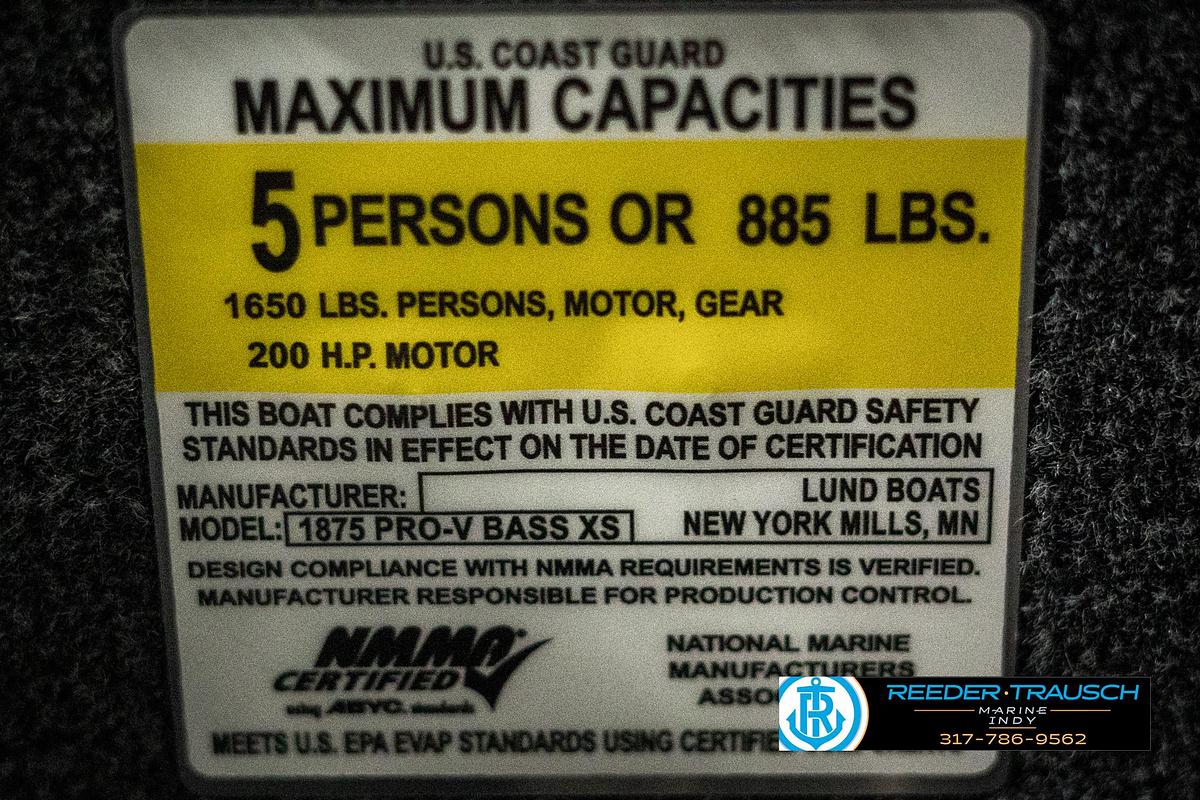 U.S. COAST GUARD
MAXIMUM CAPACITIES
5 PERSONS OR 885 LBS.
1650 LBS. PERSONS, MOTOR, GEAR
200 H.P. MOTOR
THIS BOAT COMPLIES WITH U.S. COAST GUARD SAFETY
STANDARDS IN EFFECT ON THE DATE OF CERTIFICATION
MANUFACTURER: LUND BOATS
MODEL: 1875 PRO-V BASS XS NEW YORK MILLS, MN
DESIGN COMPLIANCE WITH NMMA REQUIREMENTS IS VERIFIED.
MANUFACTURER RESPONSIBLE FOR PRODUCTION CONTROL.
NMMA
CERTIFIED
using ABYC. standards
NATIONAL MARINE
MANUFACTURERS
MEETS U.S. EPA EVAP STANDARDS USING
R
REEDER·TRAUSCH
MARINE
INDY
317-786-9562